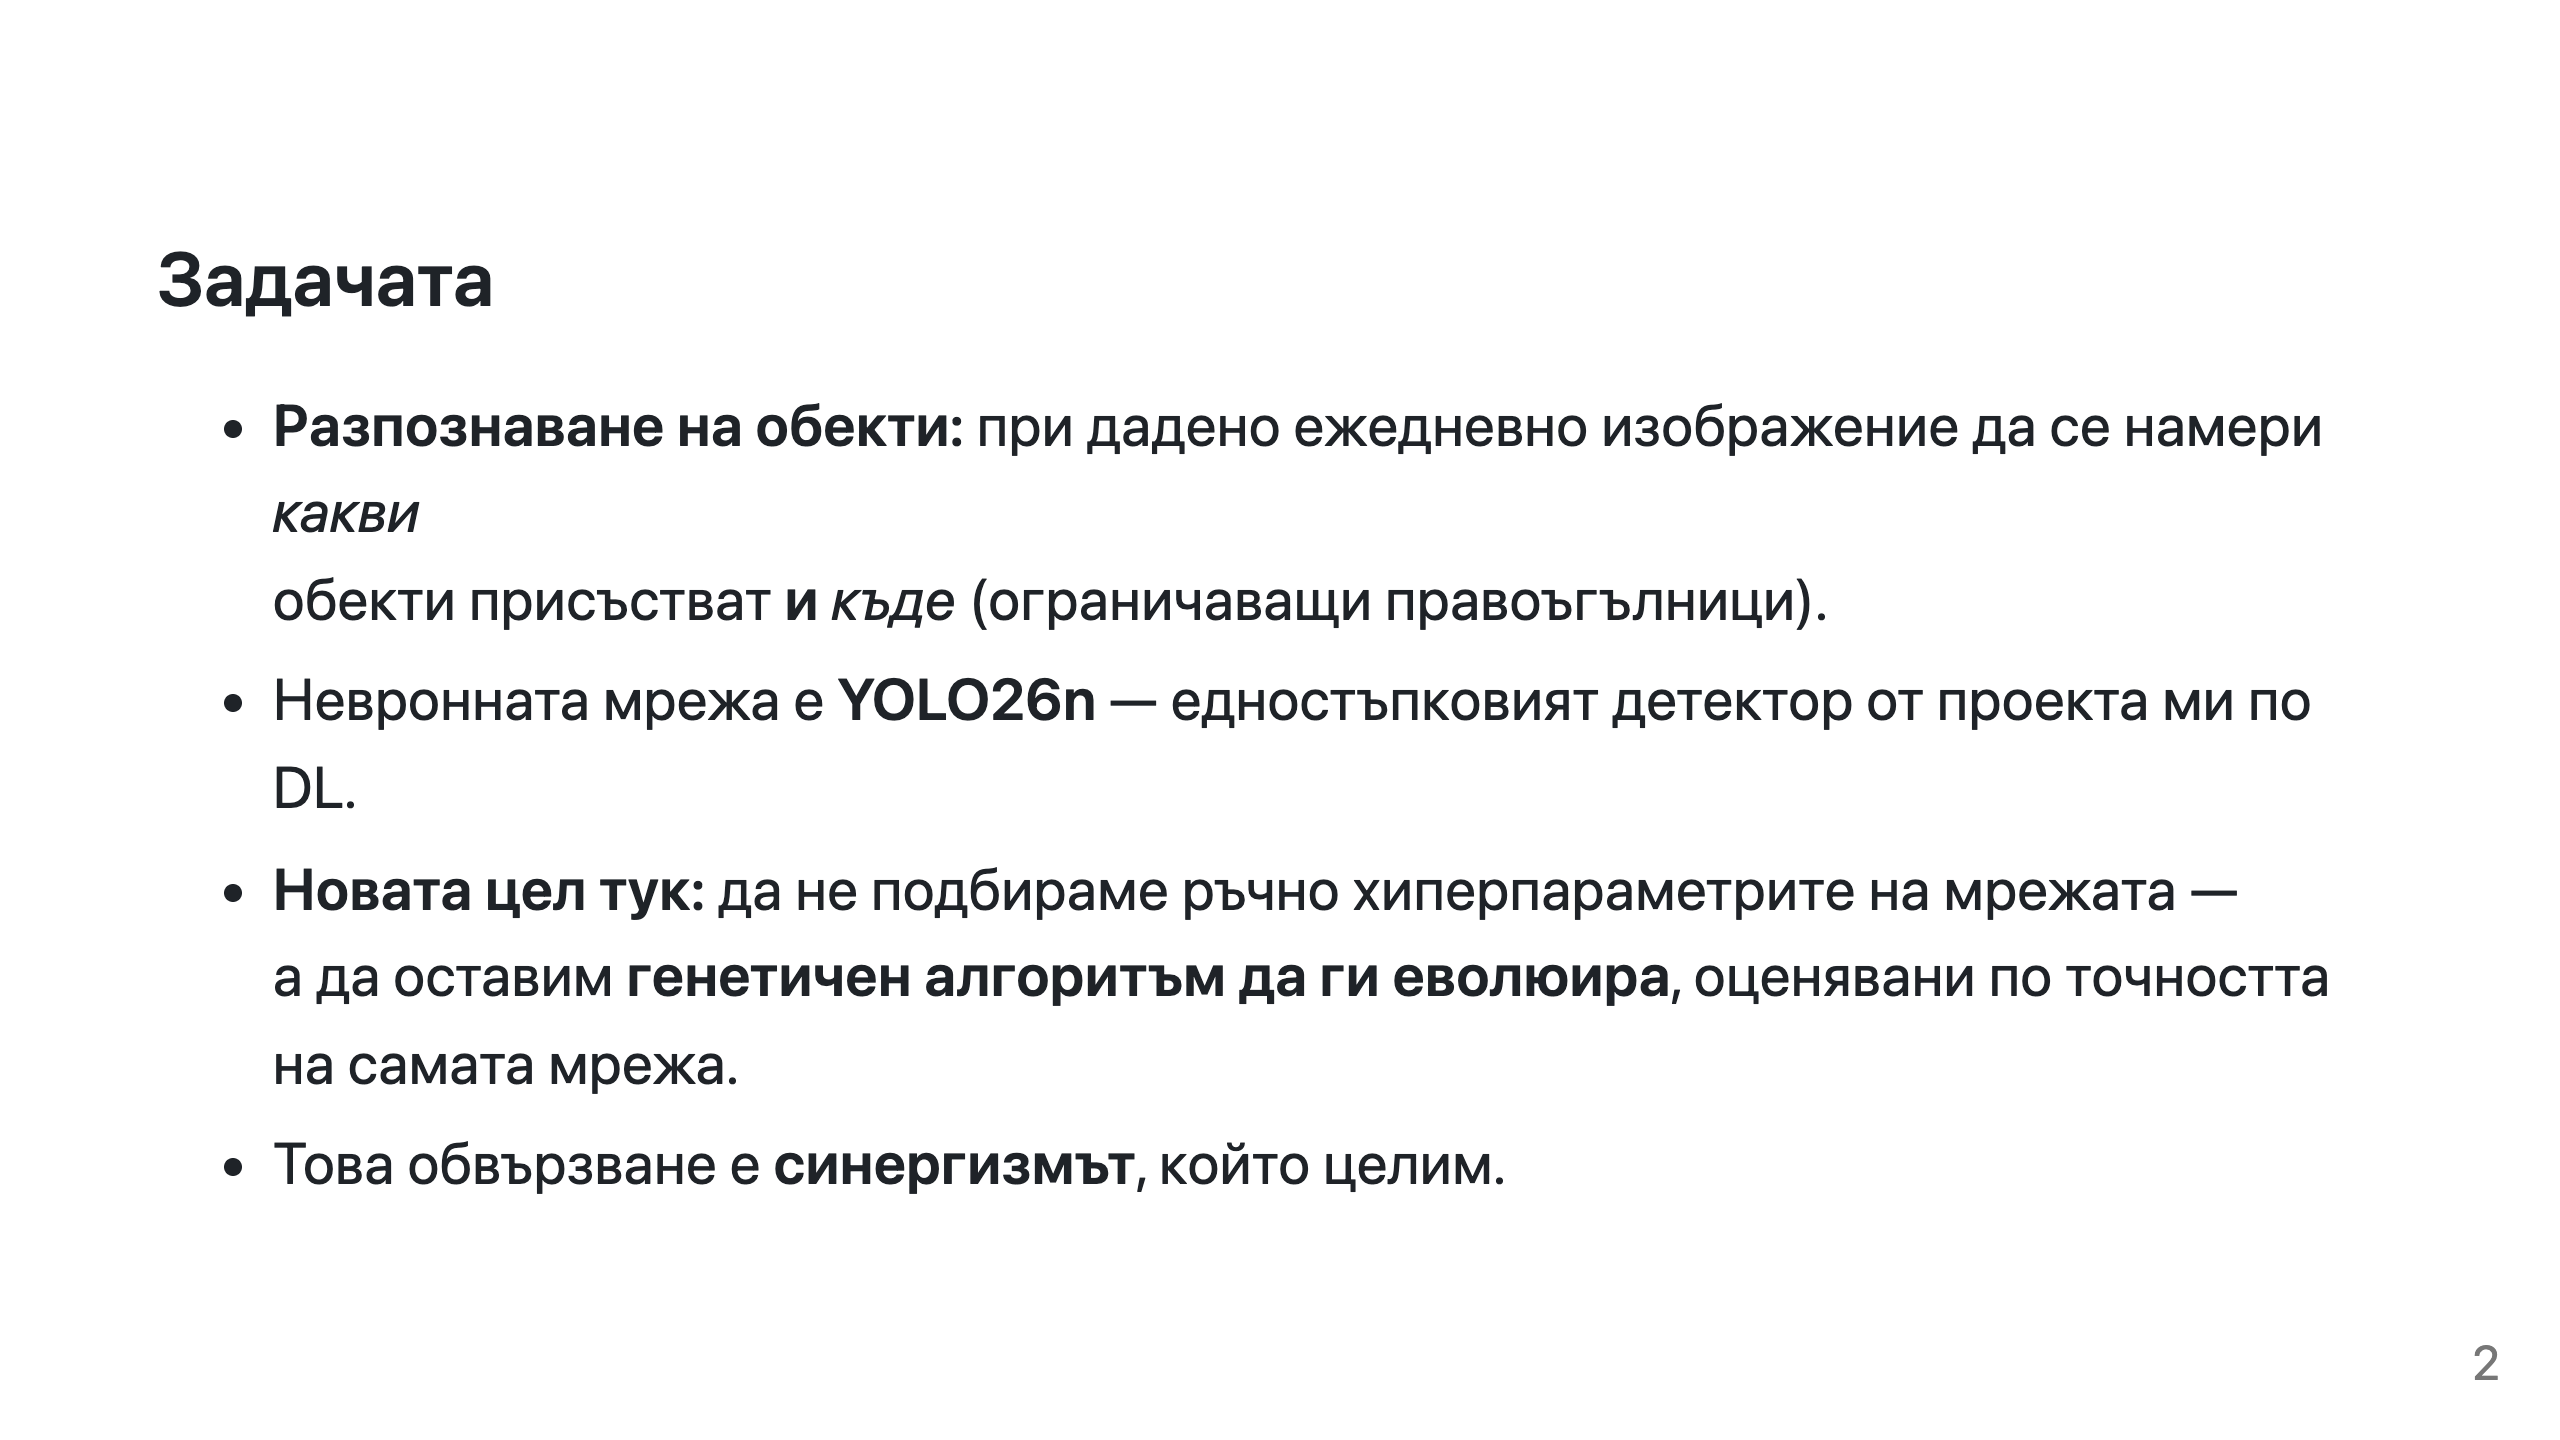 Задачата
• Разпознаване на обекти: при дадено ежедневно изображение да се намери
какви
обекти присъстват и къде (ограничаващи правоъгълници).
• Невронната мрежа е YOLO26n — едностъпковият детектор от проекта ми по
DL.
• Новата цел тук: да не подбираме ръчно хиперпараметрите на мрежата —
а да оставим генетичен алгоритъм да ги еволюира, оценявани по точността
на самата мрежа.
• Това обвързване е синергизмът, който целим.
2